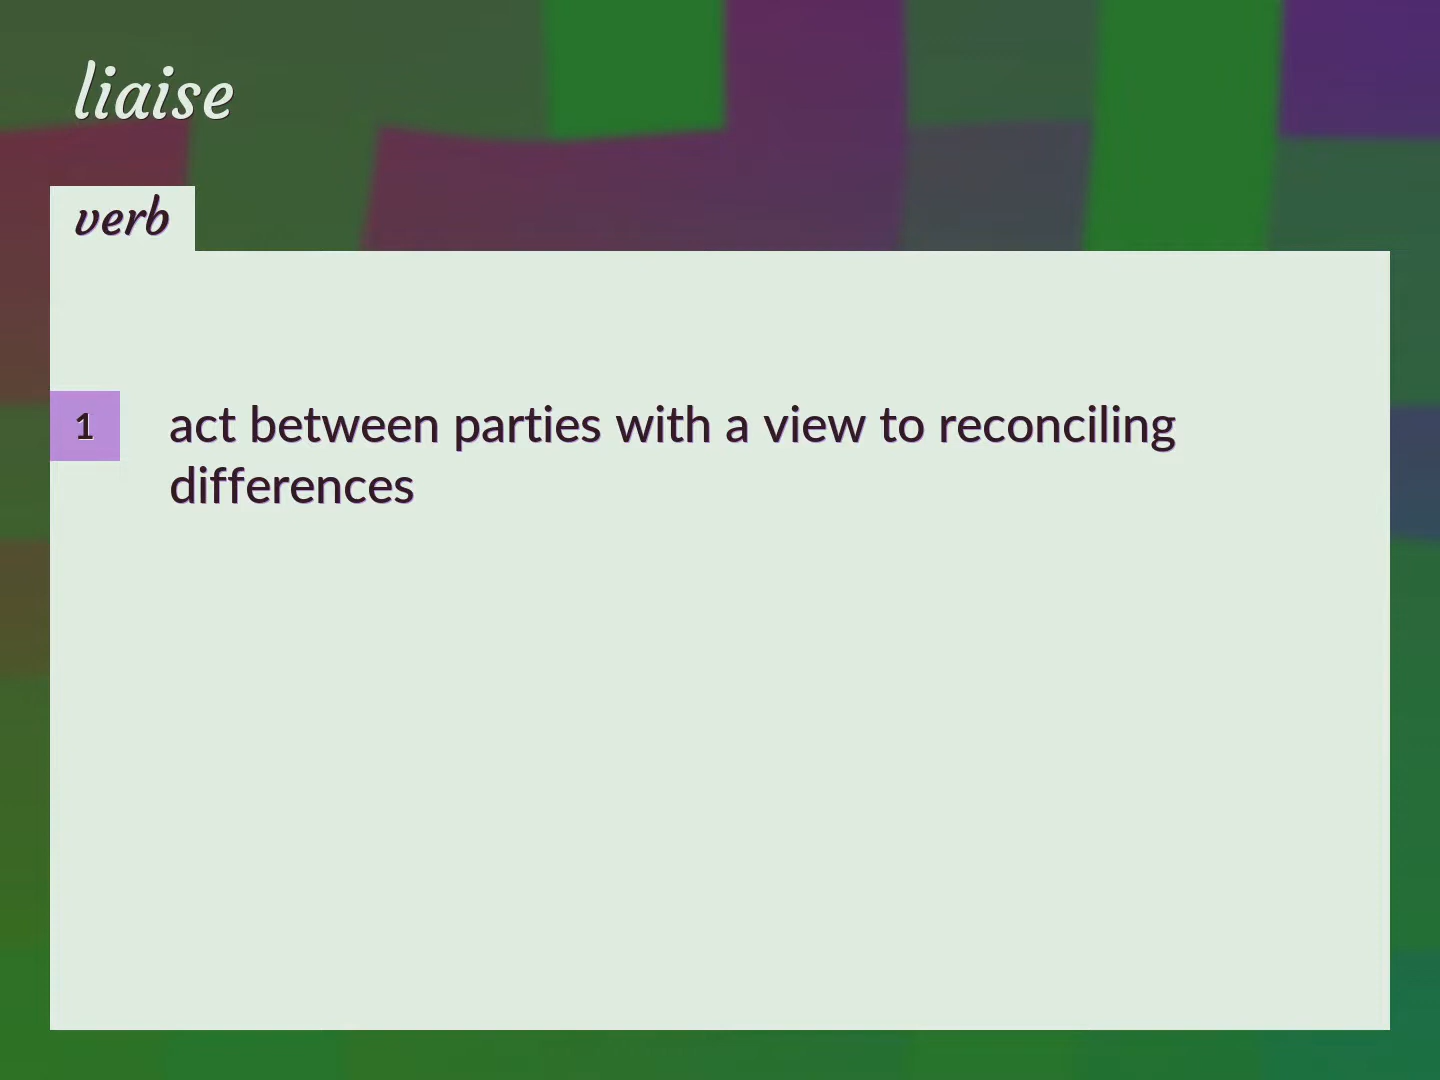 liaise
verb
1
act between parties with a view to reconciling
differences